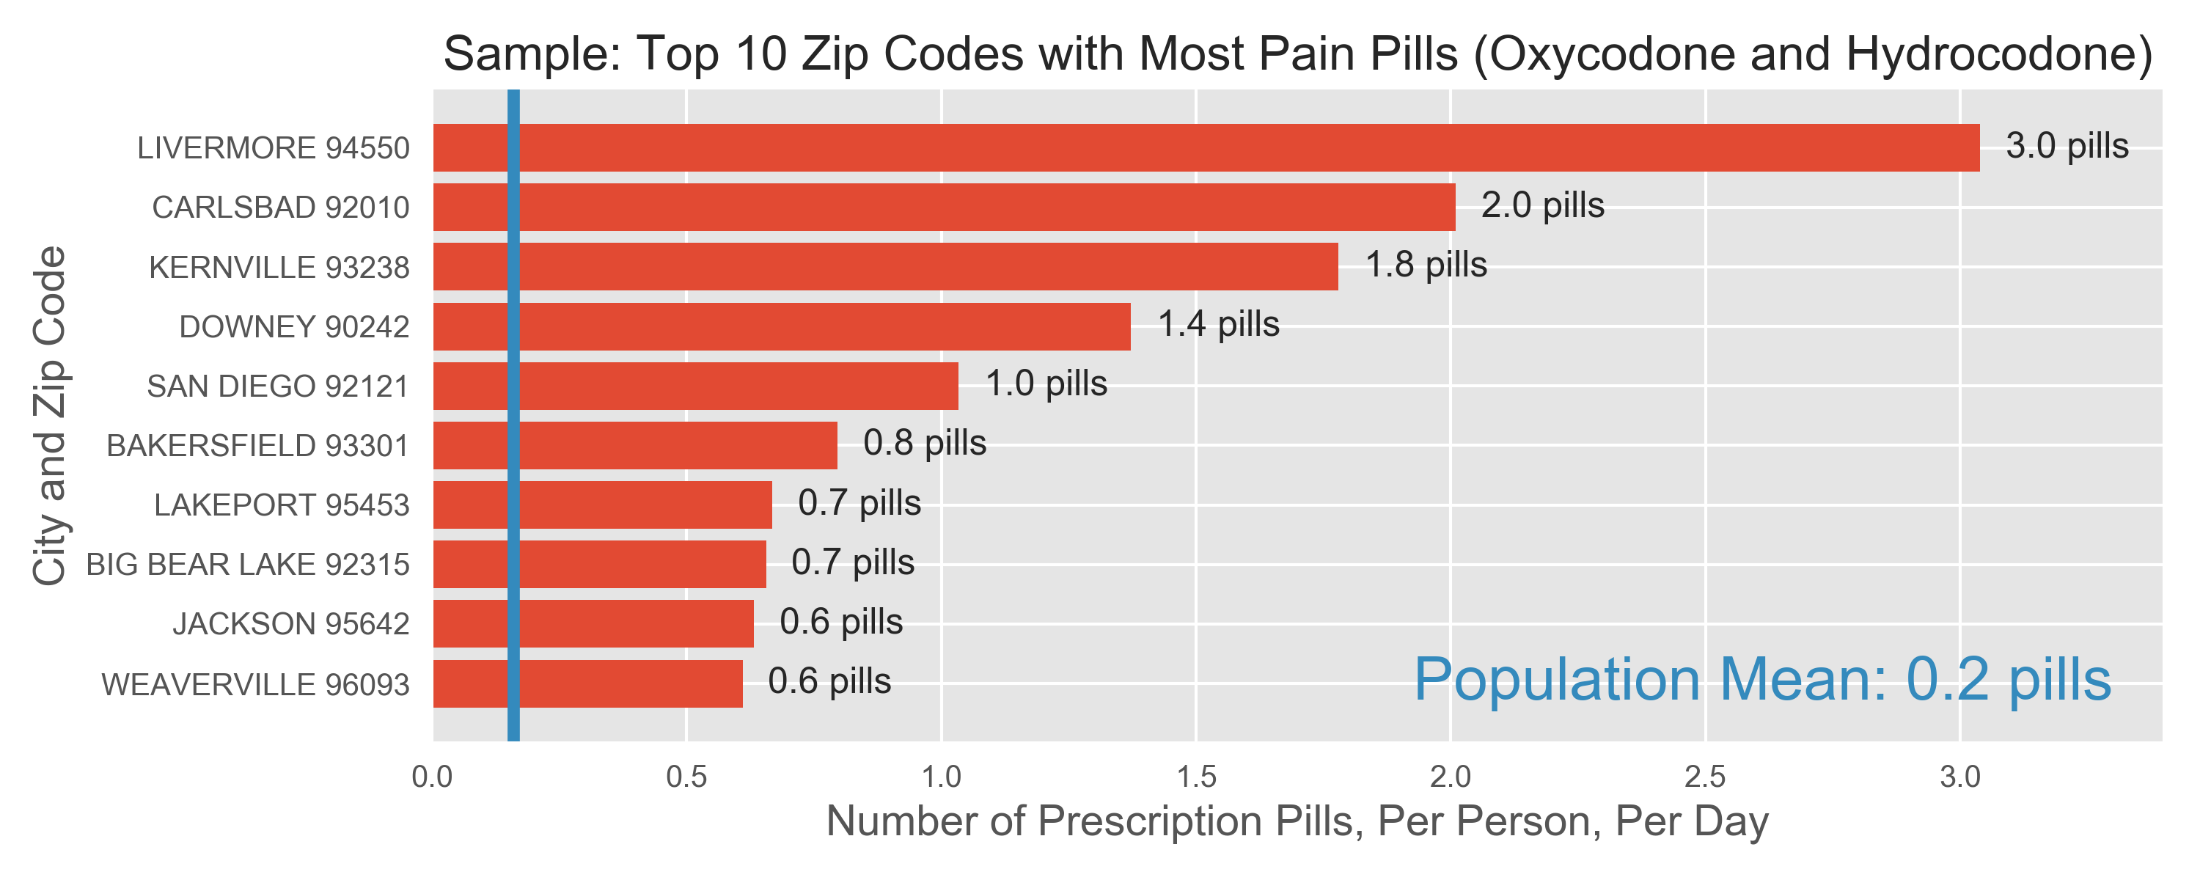 Sample: Top 10 Zip Codes with Most Pain Pills (Oxycodone and Hydrocodone)
City and Zip Code
LIVERMORE 94550 3.0 pills
CARLSBAD 92010 2.0 pills
KERNVILLE 93238 1.8 pills
DOWNEY 90242 1.4 pills
SAN DIEGO 92121 1.0 pills
BAKERSFIELD 93301 0.8 pills
LAKEPORT 95453 0.7 pills
BIG BEAR LAKE 92315 0.7 pills
JACKSON 95642 0.6 pills
WEAVERVILLE 96093 0.6 pills
Population Mean: 0.2 pills
0.0 0.5 1.0 1.5 2.0 2.5 3.0
Number of Prescription Pills, Per Person, Per Day